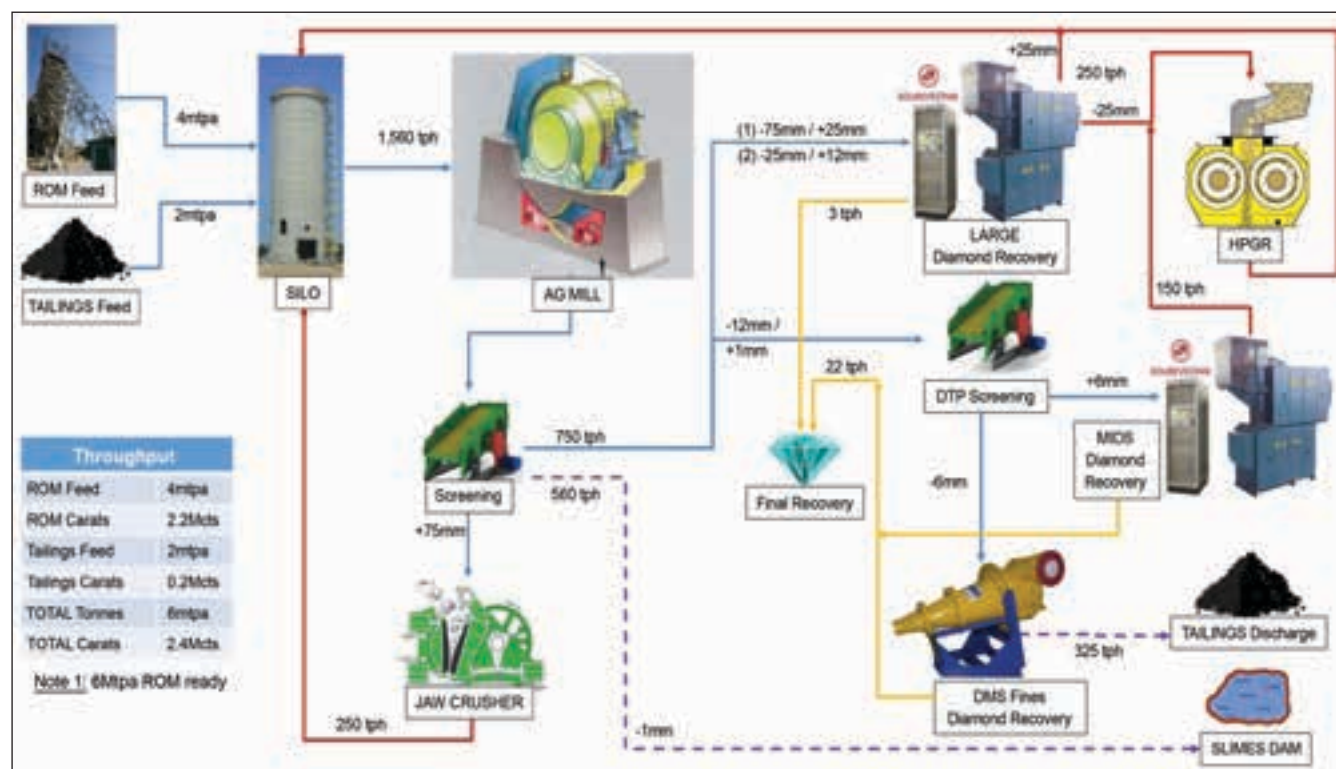 ROM Feed
4mtpa
TAILINGS Feed
2mtpa
SILO
1,560 tph
AG MILL
(1) -75mm / +25mm
(2) -25mm / +12mm
+25mm
250 tph
-25mm
3 tph
LARGE
Diamond Recovery
HPGR
150 tph
-12mm /
+1mm
22 tph
DTP Screening
+6mm
MIDS
Diamond
Recovery
-6mm
Final Recovery
750 tph
Screening
560 tph
+75mm
JAW CRUSHER
250 tph
-1mm
DMS Fines
Diamond Recovery
325 tph
TAILINGS Discharge
SLIMES DAM
Throughput
ROM Feed 4mtpa
ROM Carats 2.2Mcts
Tailings Feed 2mtpa
Tailings Carats 0.2Mcts
TOTAL Tonnes 6mtpa
TOTAL Carats 2.4Mcts
Note 1: 6Mtpa ROM ready